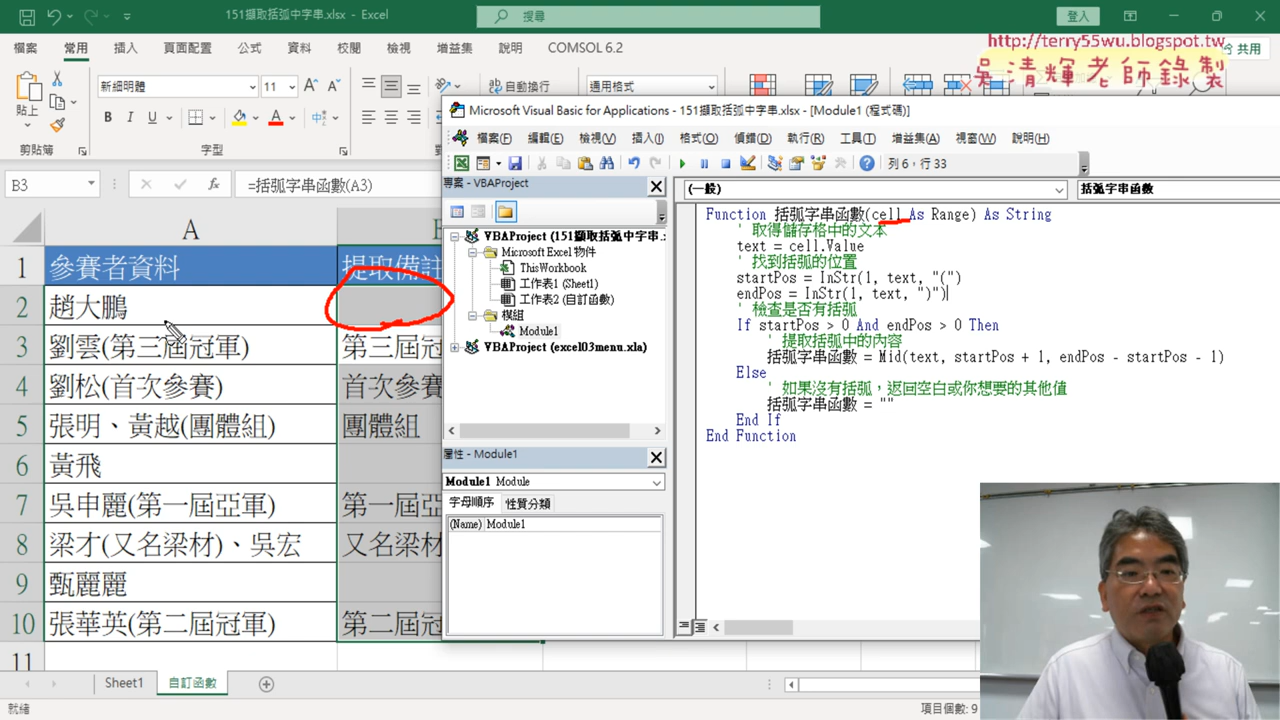 151擷取括弧中字串.xlsx - Excel
搜尋
登入
檔案 常用 插入 頁面配置 公式 資料 校閱 檢視 增益集 說明 COMSOL 6.2
共用
http://terry55wu.blogspot.tw
吳清輝老師錄製
貼上
新細明體 11
自動換行
通用格式
B I U
剪貼簿
字型
B3
=括弧字串函數(A3)
A
1 參賽者資料 提取備註
2 趙大鵬
3 劉雲(第三屆冠軍) 第三屆冠
4 劉松(首次參賽) 首次參賽
5 張明、黃越(團體組) 團體組
6 黃飛
7 吳申麗(第一屆亞軍) 第一屆亞
8 梁才(又名梁材)、吳宏 又名梁材
9 甄麗麗
10 張華英(第二屆冠軍) 第二屆冠
11
Sheet1 自訂函數
就緒
項目個數: 9
Microsoft Visual Basic for Applications - 151擷取括弧中字串.xlsx - [Module1 (程式碼)]
檔案(F) 編輯(E) 檢視(V) 插入(I) 格式(O) 偵錯(D) 執行(R) 工具(T) 增益集(A) 視窗(W) 說明(H)
列 6，行 33
專案 - VBAProject
VBAProject (151擷取括弧中字串.
Microsoft Excel 物件
ThisWorkbook
工作表1 (Sheet1)
工作表2 (自訂函數)
模組
Module1
VBAProject (excel03menu.xla)
屬性 - Module1
Module1 Module
字母順序 性質分類
(Name) Module1
(一般) 括弧字串函數
Function 括弧字串函數(cell As Range) As String
' 取得儲存格中的文本
text = cell.Value
' 找到括弧的位置
startPos = InStr(1, text, "(")
endPos = InStr(1, text, ")")
' 檢查是否有括弧
If startPos > 0 And endPos > 0 Then
' 提取括弧中的內容
括弧字串函數 = Mid(text, startPos + 1, endPos - startPos - 1)
Else
' 如果沒有括弧，返回空白或你想要的其他值
括弧字串函數 = ""
End If
End Function